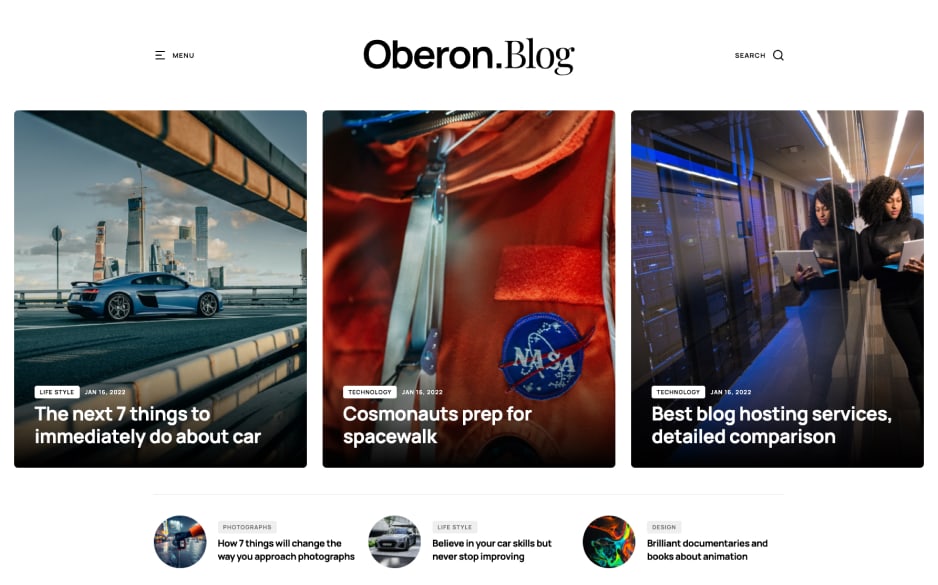 MENU
Oberon.Blog
SEARCH
LIFE STYLE JAN 16, 2022
The next 7 things to
immediately do about car
NASA
TECHNOLOGY JAN 16, 2022
Cosmonauts prep for
spacewalk
TECHNOLOGY JAN 16, 2022
Best blog hosting services,
detailed comparison
PHOTOGRAPHS
How 7 things will change the
way you approach photographs
LIFE STYLE
Believe in your car skills but
never stop improving
DESIGN
Brilliant documentaries and
books about animation